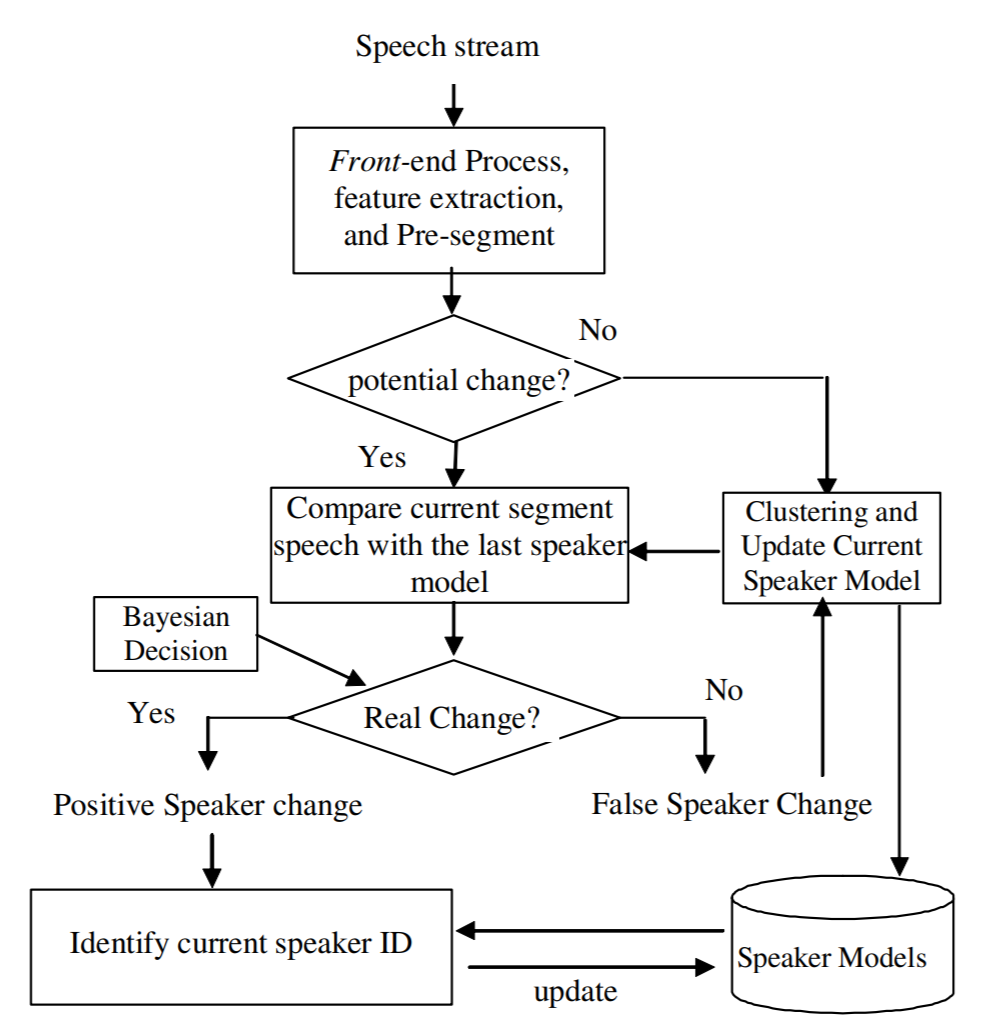 Speech stream
Front-end Process,
feature extraction,
and Pre-segment
No
potential change?
Yes
Compare current segment
speech with the last speaker
model
Clustering and
Update Current
Speaker Model
Bayesian
Decision
Real Change?
Yes
No
Positive Speaker change
False Speaker Change
Identify current speaker ID
Speaker Models
update